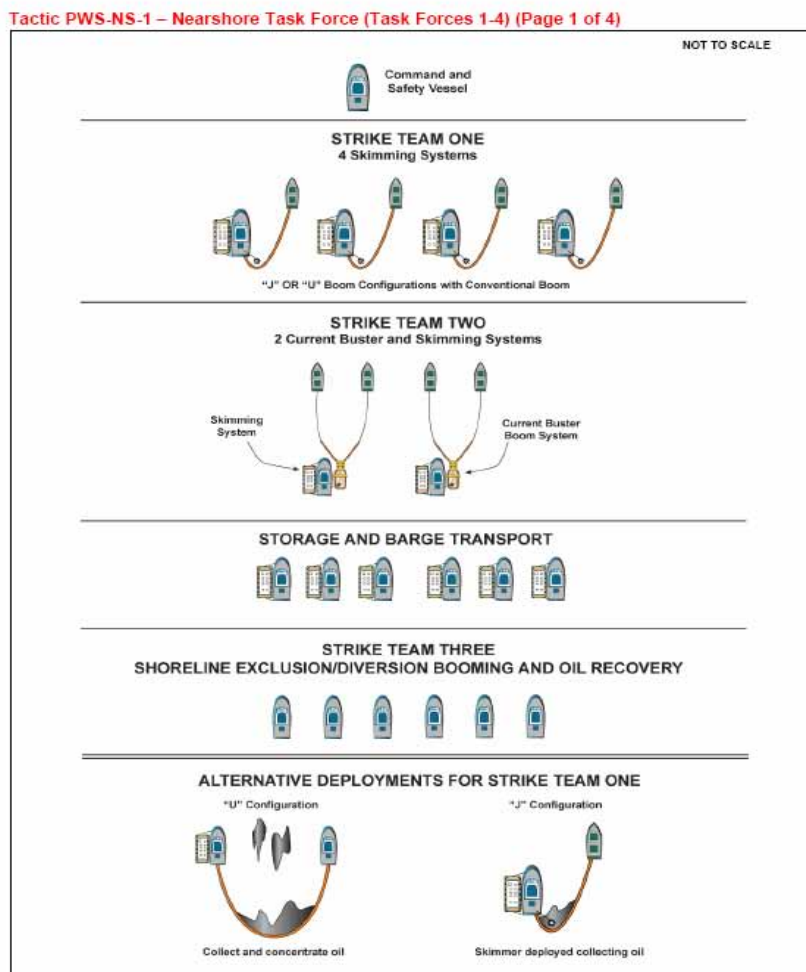 Tactic PWS-NS-1 – Nearshore Task Force (Task Forces 1-4) (Page 1 of 4)
NOT TO SCALE
Command and
Safety Vessel
STRIKE TEAM ONE
4 Skimming Systems
"J" OR "U" Boom Configurations with Conventional Boom
STRIKE TEAM TWO
2 Current Buster and Skimming Systems
Skimming
System
Current Buster
Boom System
STORAGE AND BARGE TRANSPORT
STRIKE TEAM THREE
SHORELINE EXCLUSION/DIVERSION BOOMING AND OIL RECOVERY
ALTERNATIVE DEPLOYMENTS FOR STRIKE TEAM ONE
"U" Configuration
"J" Configuration
Collect and concentrate oil
Skimmer deployed collecting oil